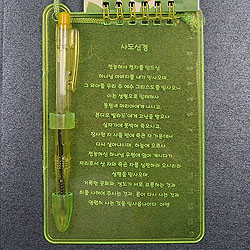 사도신경
전능하사 천지를 만드신
하나님 아버지를 내가 믿사오며,
그 외아들 우리 주 예수 그리스도를 믿사오니
이는 성령으로 잉태하사
동정녀 마리아에게 나시고,
본디오 빌라도에게 고난을 받으사
십자가에 못박혀 죽으시고,
장사한 지 사흘 만에 죽은 자 가운데서
다시 살아나시며, 하늘에 오르사
전능하신 하나님 우편에 앉아 계시다가
저리로서 산 자와 죽은 자를 심판하러 오시리라
성령을 믿사오며,
거룩한 공회와, 성도가 서로 교통하는 것과
죄를 사하여 주시는 것과, 몸이 다시 사는 것과
영원히 사는 것을 믿사옵나이다. 아멘